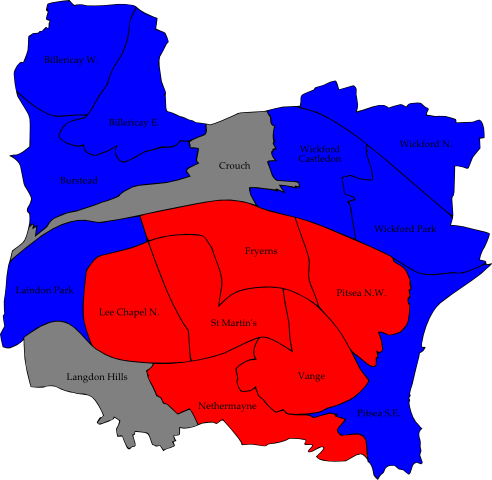 Billericay W.
Billericay E.
Wickford N.
Wickford
Castledon
Crouch
Burstead
Wickford Park
Fryerns
Laindon Park
Pitsea N.W.
Lee Chapel N.
St Martin's
Langdon Hills
Vange
Nethermayne
Pitsea S.E.